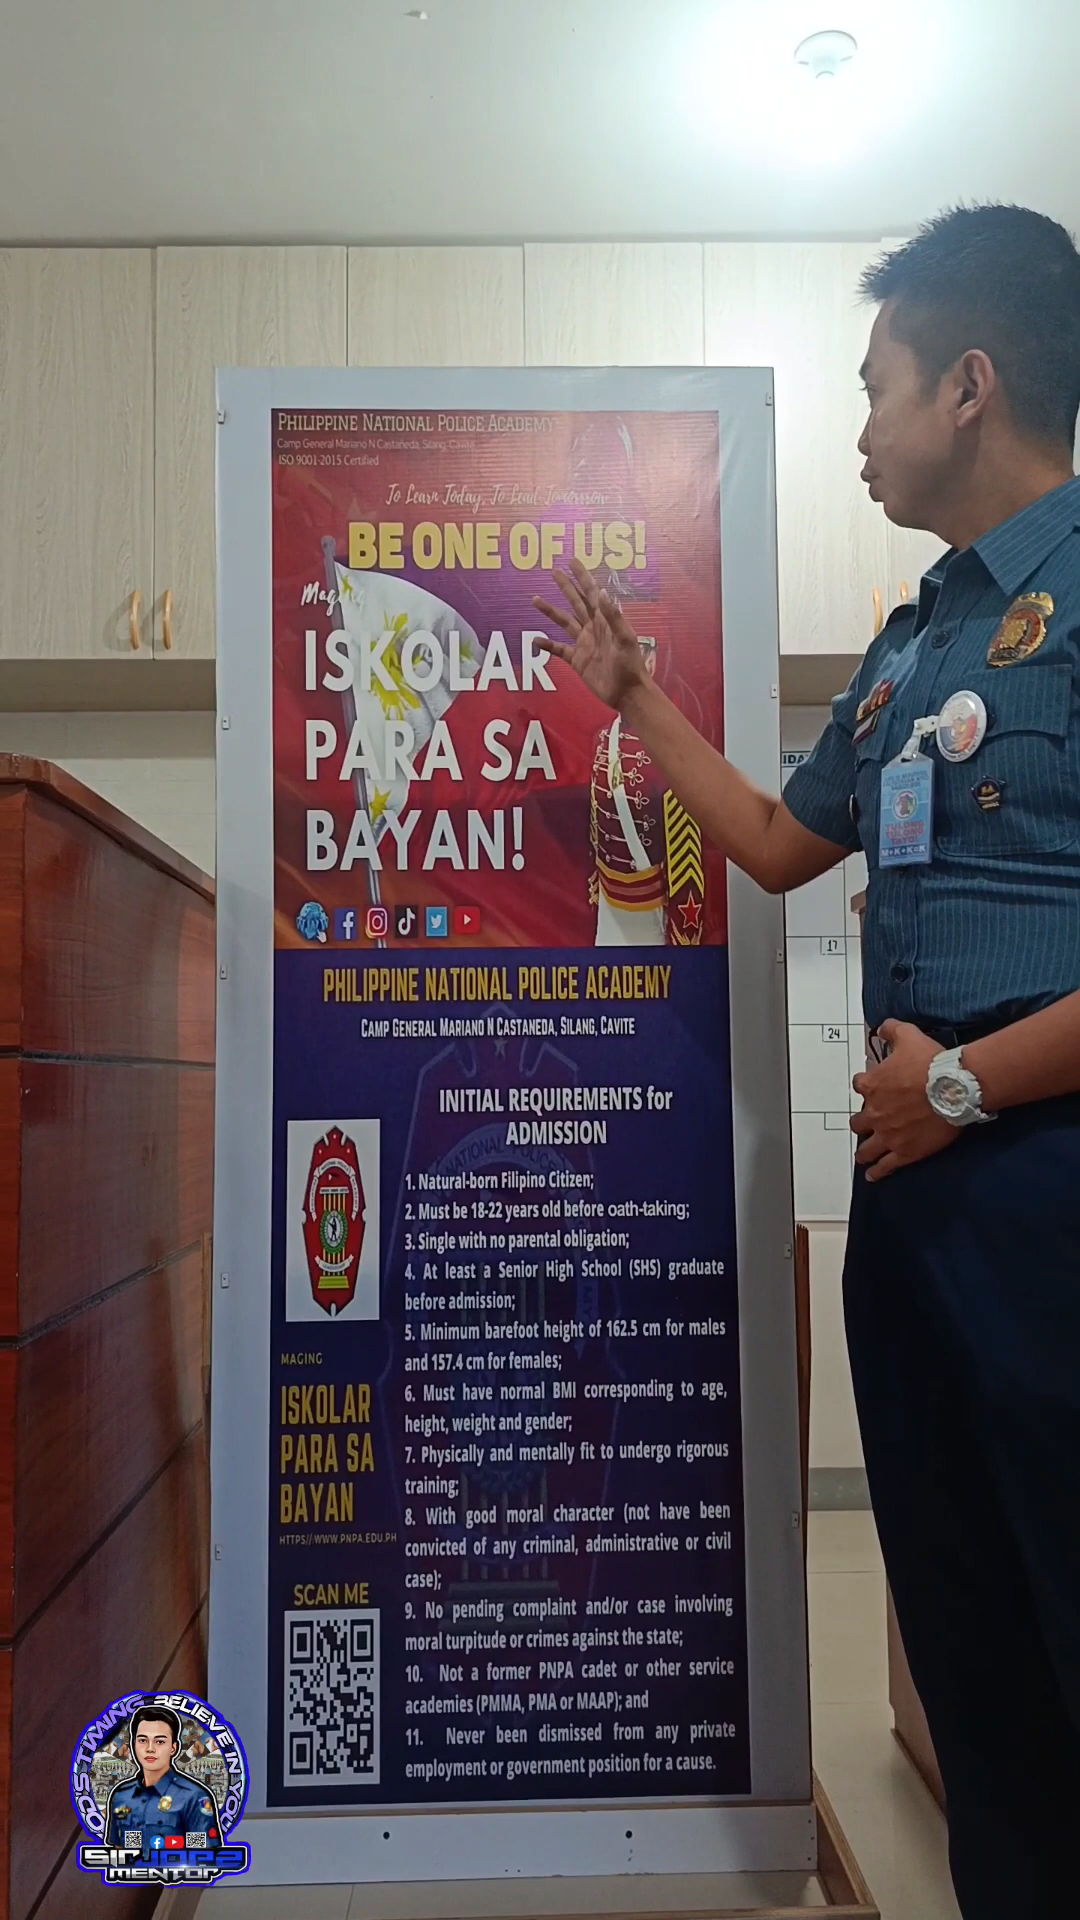 PHILIPPINE NATIONAL POLICE ACADEMY
Camp General Mariano N Castaneda, Silang, Cavite
ISO 9001-2015 Certified
To Learn Today, To Lead Tomorrow
BE ONE OF US!
Maging
ISKOLAR
PARA SA
BAYAN!
PHILIPPINE NATIONAL POLICE ACADEMY
CAMP GENERAL MARIANO N CASTANEDA, SILANG, CAVITE
INITIAL REQUIREMENTS for
ADMISSION
1. Natural-born Filipino Citizen;
2. Must be 18-22 years old before oath-taking;
3. Single with no parental obligation;
4. At least a Senior High School (SHS) graduate
before admission;
5. Minimum barefoot height of 162.5 cm for males
and 157.4 cm for females;
6. Must have normal BMI corresponding to age,
height, weight and gender;
7. Physically and mentally fit to undergo rigorous
training;
8. With good moral character (not have been
convicted of any criminal, administrative or civil
case);
9. No pending complaint and/or case involving
moral turpitude or crimes against the state;
10. Not a former PNPA cadet or other service
academies (PMMA, PMA or MAAP); and
11. Never been dismissed from any private
employment or government position for a cause.
MAGING
ISKOLAR
PARA SA
BAYAN
HTTPS//WWW.PNPA.EDU.PH
SCAN ME
17
24
TULONG
TULONG
TAYO
GOD'S TIMING BELIEVE IN YOU
SIR JOPZ
MENTOR